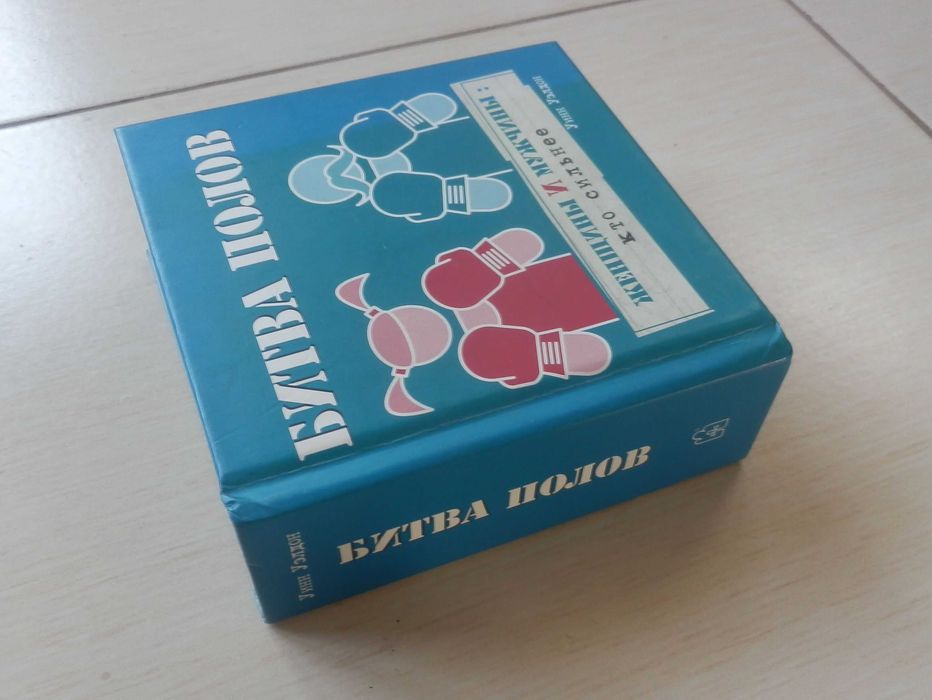 БИТВА ПОЛОВ
ЖЕНЩИНЫ И МУЖЧИНЫ:
КТО СИЛЬНЕЕ
Уинн Уэлдон
Уинн Уэлдон
БИТВА ПОЛОВ